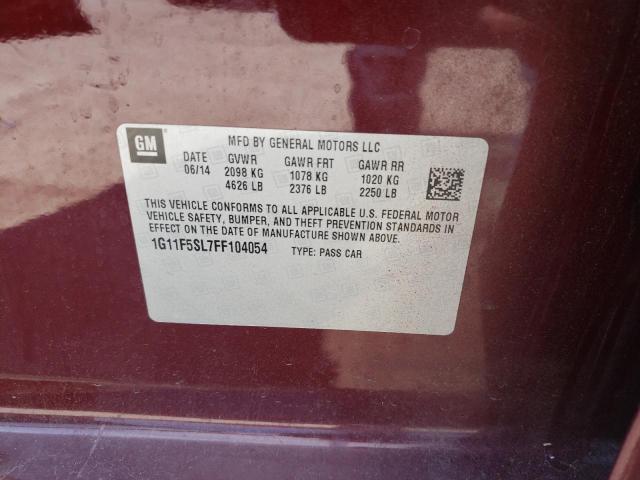 GM
MFD BY GENERAL MOTORS LLC
DATE GVWR GAWR FRT GAWR RR
06/14 2098 KG 1078 KG 1020 KG
4626 LB 2376 LB 2250 LB
THIS VEHICLE CONFORMS TO ALL APPLICABLE U.S. FEDERAL MOTOR
VEHICLE SAFETY, BUMPER, AND THEFT PREVENTION STANDARDS IN
EFFECT ON THE DATE OF MANUFACTURE SHOWN ABOVE.
1G11F5SL7FF104054 TYPE: PASS CAR